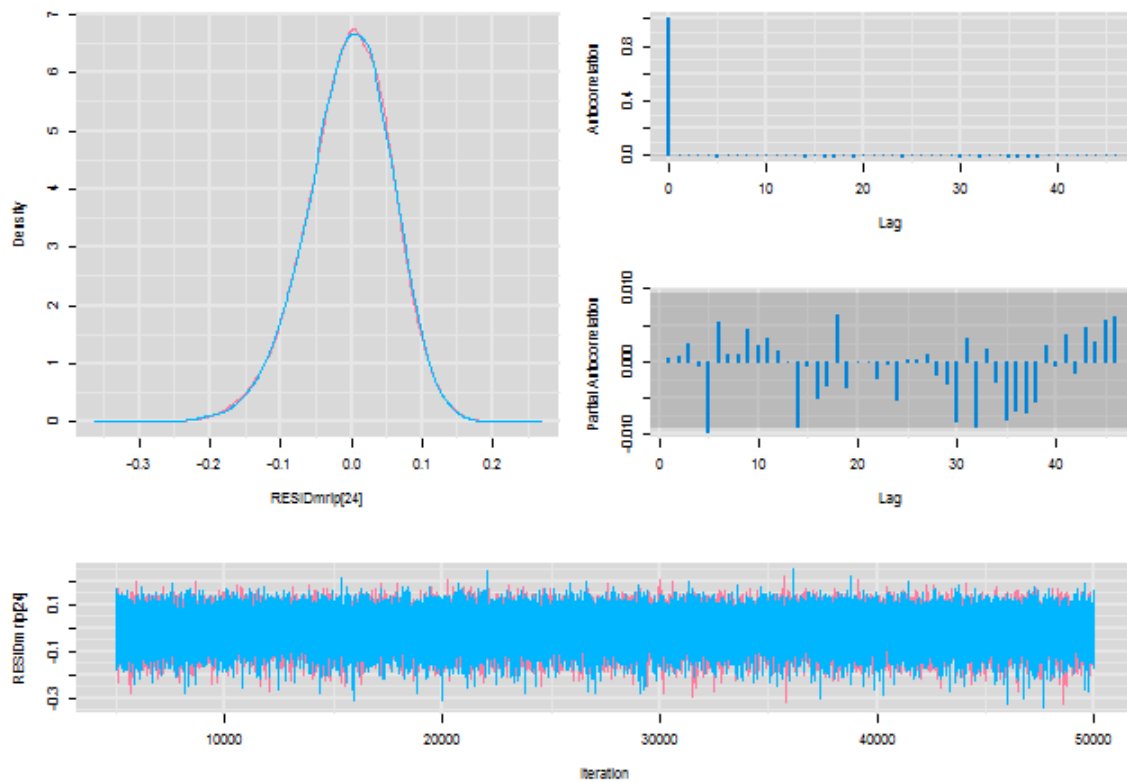 7
6
5
4
3
2
1
0
Density
-0.3 -0.2 -0.1 0.0 0.1 0.2
RESIDmrip[24]
0.8
0.4
0.0
Autocorrelation
0 10 20 30 40
Lag
0.010
0.000
-0.010
Partial Autocorrelation
0 10 20 30 40
Lag
0.1
-0.1
-0.3
RESIDmrip[24]
10000 20000 30000 40000 50000
Iteration